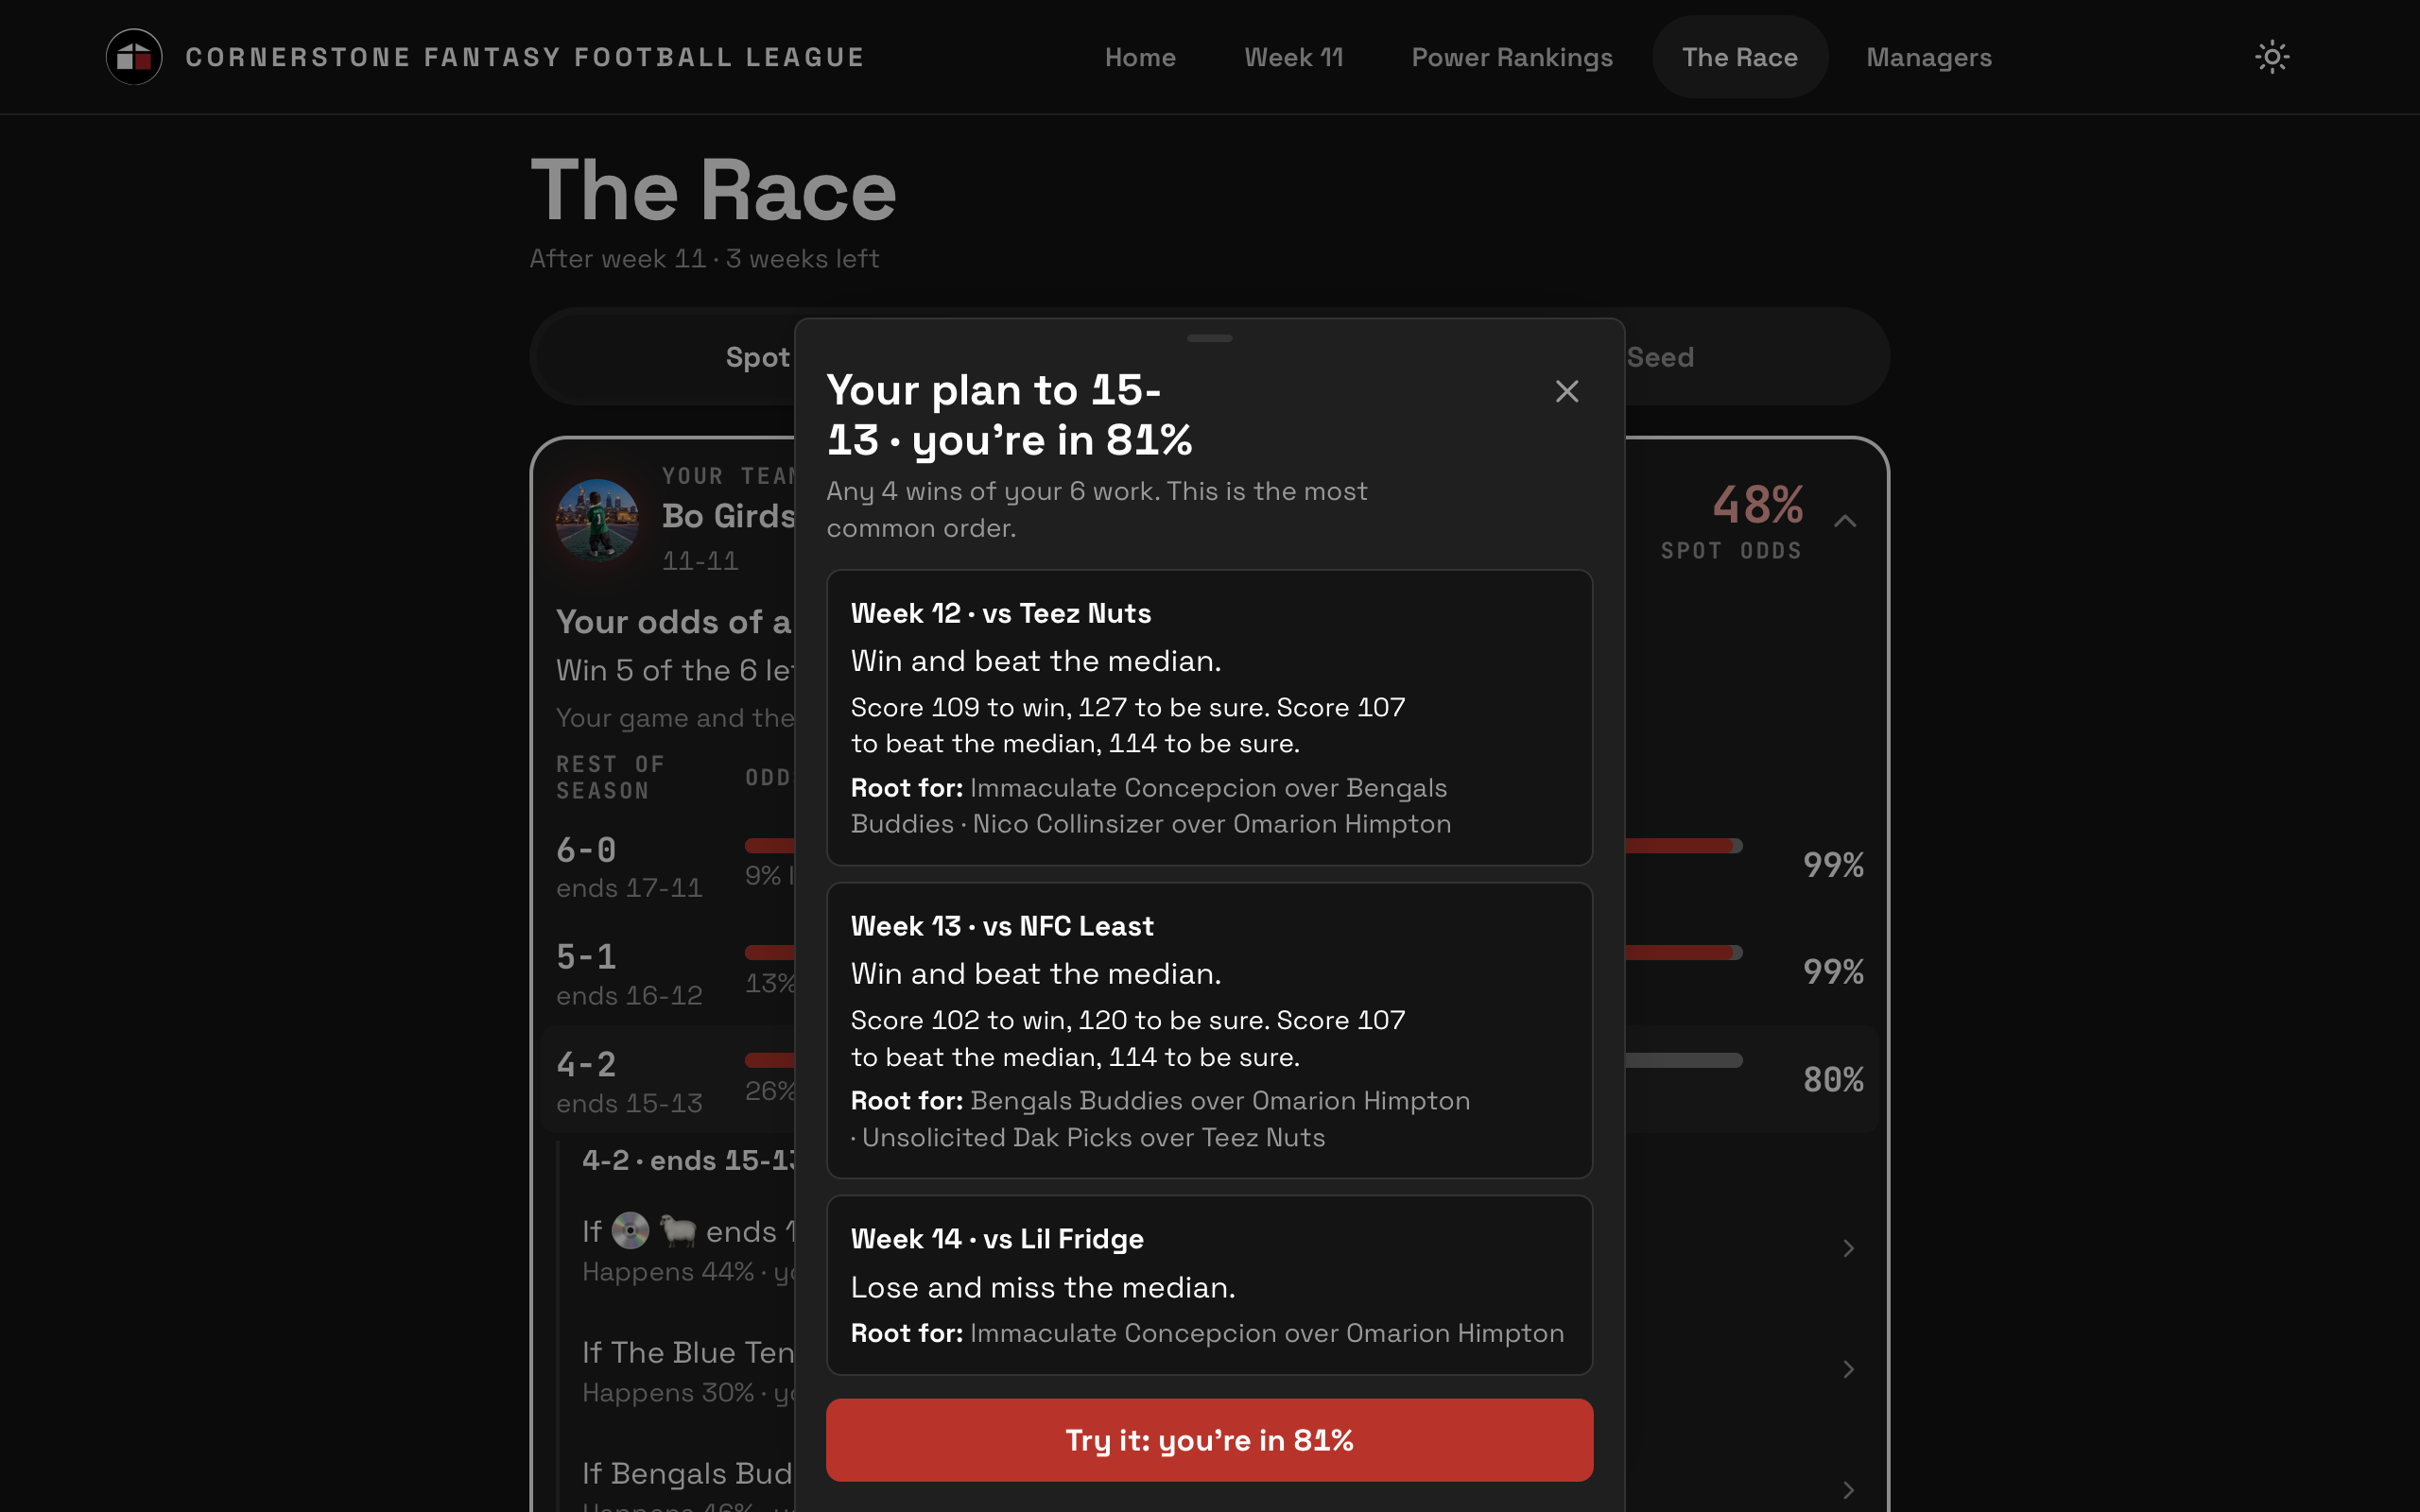 CORNERSTONE FANTASY FOOTBALL LEAGUE
Home
Week 11
Power Rankings
The Race
Managers
The Race
After week 11 · 3 weeks left
Spot
Seed
YOUR TEAM
Bo Girds
11-11
48%
SPOT ODDS
Your odds of a
Win 5 of the 6
Your game and the
REST OF
SEASON
6-0
ends 17-11
9%
99%
5-1
ends 16-12
13%
99%
4-2
ends 15-13
26%
80%
4-2 · ends 15-13
If 💿 🐑 ends
Happens 44% ·
If The Blue
Happens 30% ·
If Bengals
Your plan to 15-
13 · you’re in 81%
Any 4 wins of your 6 work. This is the most
common order.
Week 12 · vs Teez Nuts
Win and beat the median.
Score 109 to win, 127 to be sure. Score 107
to beat the median, 114 to be sure.
Root for: Immaculate Concepcion over Bengals
Buddies · Nico Collinsizer over Omarion Himpton
Week 13 · vs NFC Least
Win and beat the median.
Score 102 to win, 120 to be sure. Score 107
to beat the median, 114 to be sure.
Root for: Bengals Buddies over Omarion Himpton
· Unsolicited Dak Picks over Teez Nuts
Week 14 · vs Lil Fridge
Lose and miss the median.
Root for: Immaculate Concepcion over Omarion Himpton
Try it: you’re in 81%